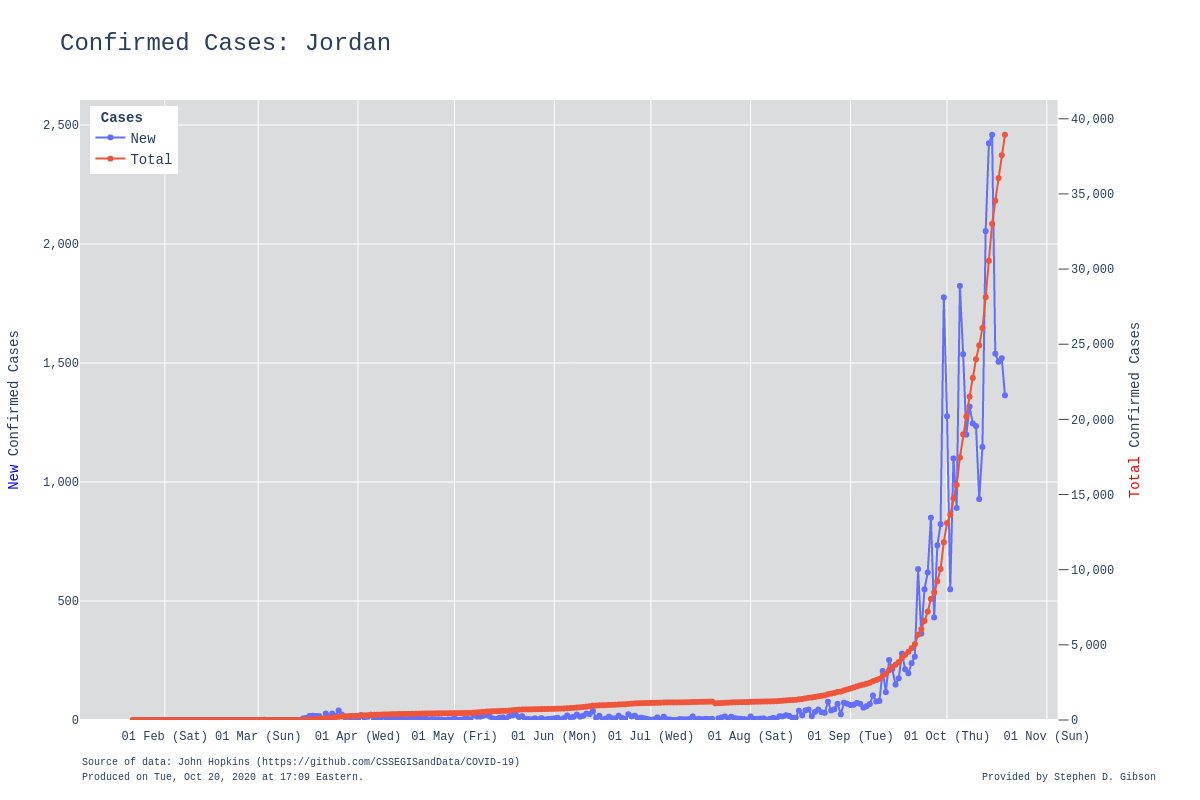 Confirmed Cases: Jordan
Cases
New
Total
2,500
2,000
1,500
1,000
500
0
New Confirmed Cases
40,000
35,000
30,000
25,000
20,000
15,000
10,000
5,000
0
Total Confirmed Cases
01 Feb (Sat) 01 Mar (Sun) 01 Apr (Wed) 01 May (Fri) 01 Jun (Mon) 01 Jul (Wed) 01 Aug (Sat) 01 Sep (Tue) 01 Oct (Thu) 01 Nov (Sun)
Source of data: John Hopkins (https://github.com/CSSEGISandData/COVID-19)
Produced on Tue, Oct 20, 2020 at 17:09 Eastern.
Provided by Stephen D. Gibson